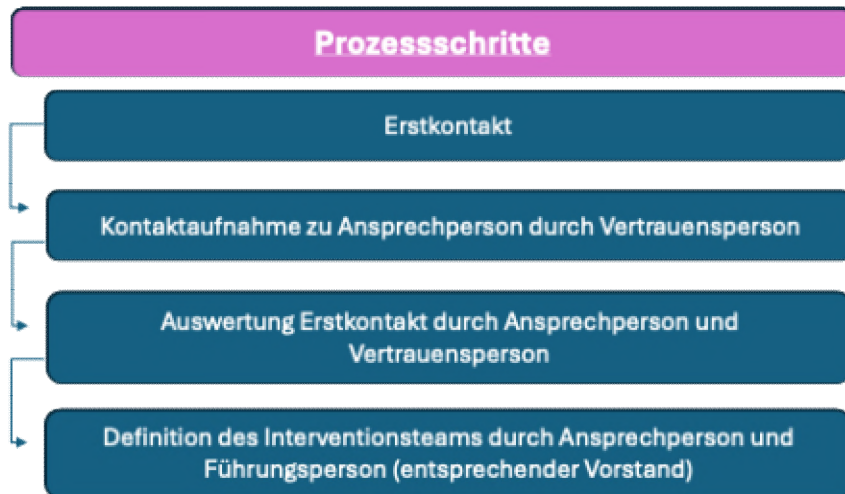 Prozessschritte
Erstkontakt
Kontaktaufnahme zu Ansprechperson durch Vertrauensperson
Auswertung Erstkontakt durch Ansprechperson und
Vertrauensperson
Definition des Interventionsteams durch Ansprechperson und
Führungsperson (entsprechender Vorstand)